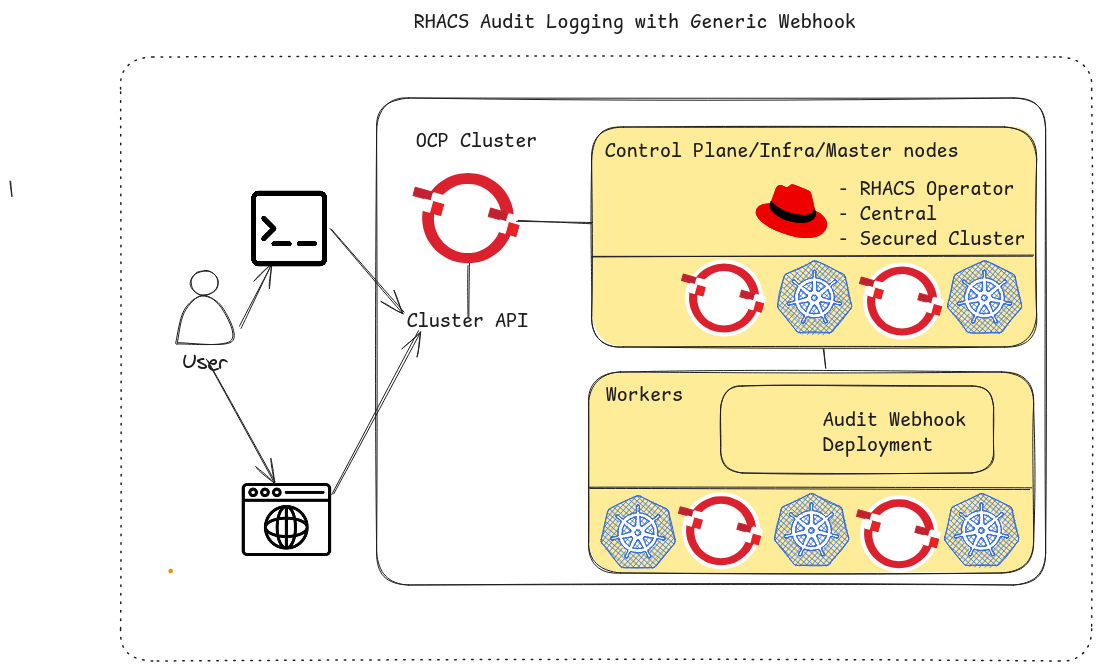 RHACS Audit Logging with Generic Webhook
OCP Cluster
Control Plane/Infra/Master nodes
- RHACS Operator
- Central
- Secured Cluster
User
Cluster API
Workers
Audit Webhook
Deployment